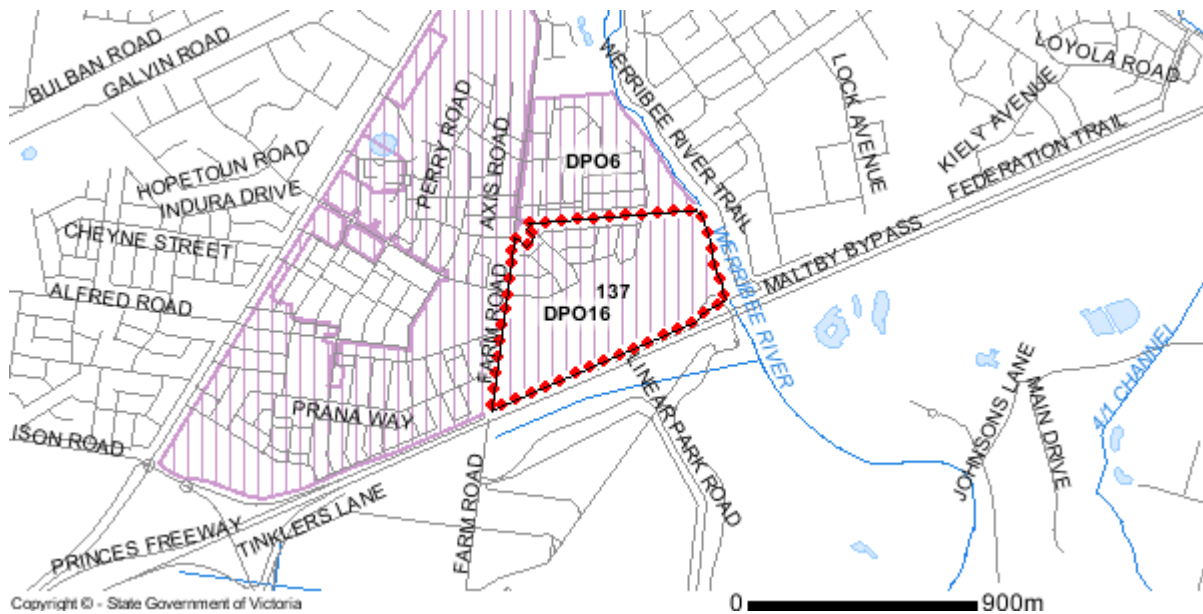 BULBAN ROAD
GALVIN ROAD
WERRIBEE RIVER TRAIL
LOCK AVENUE
LOYOLA ROAD
KIELY AVENUE
FEDERATION TRAIL
HOPETOUN ROAD
INDURA DRIVE
PERRY ROAD
AXIS ROAD
DPO6
CHEYNE STREET
ALFRED ROAD
FARM ROAD
137
DPO16
WERRIBEE RIVER
MALTBY BYPASS
PRANA WAY
ISON ROAD
LINEAR PARK ROAD
JOHNSONS LANE
MAIN DRIVE
4/1 CHANNEL
PRINCES FREEWAY
TINKLERS LANE
FARM ROAD
Copyright © - State Government of Victoria
0 900m